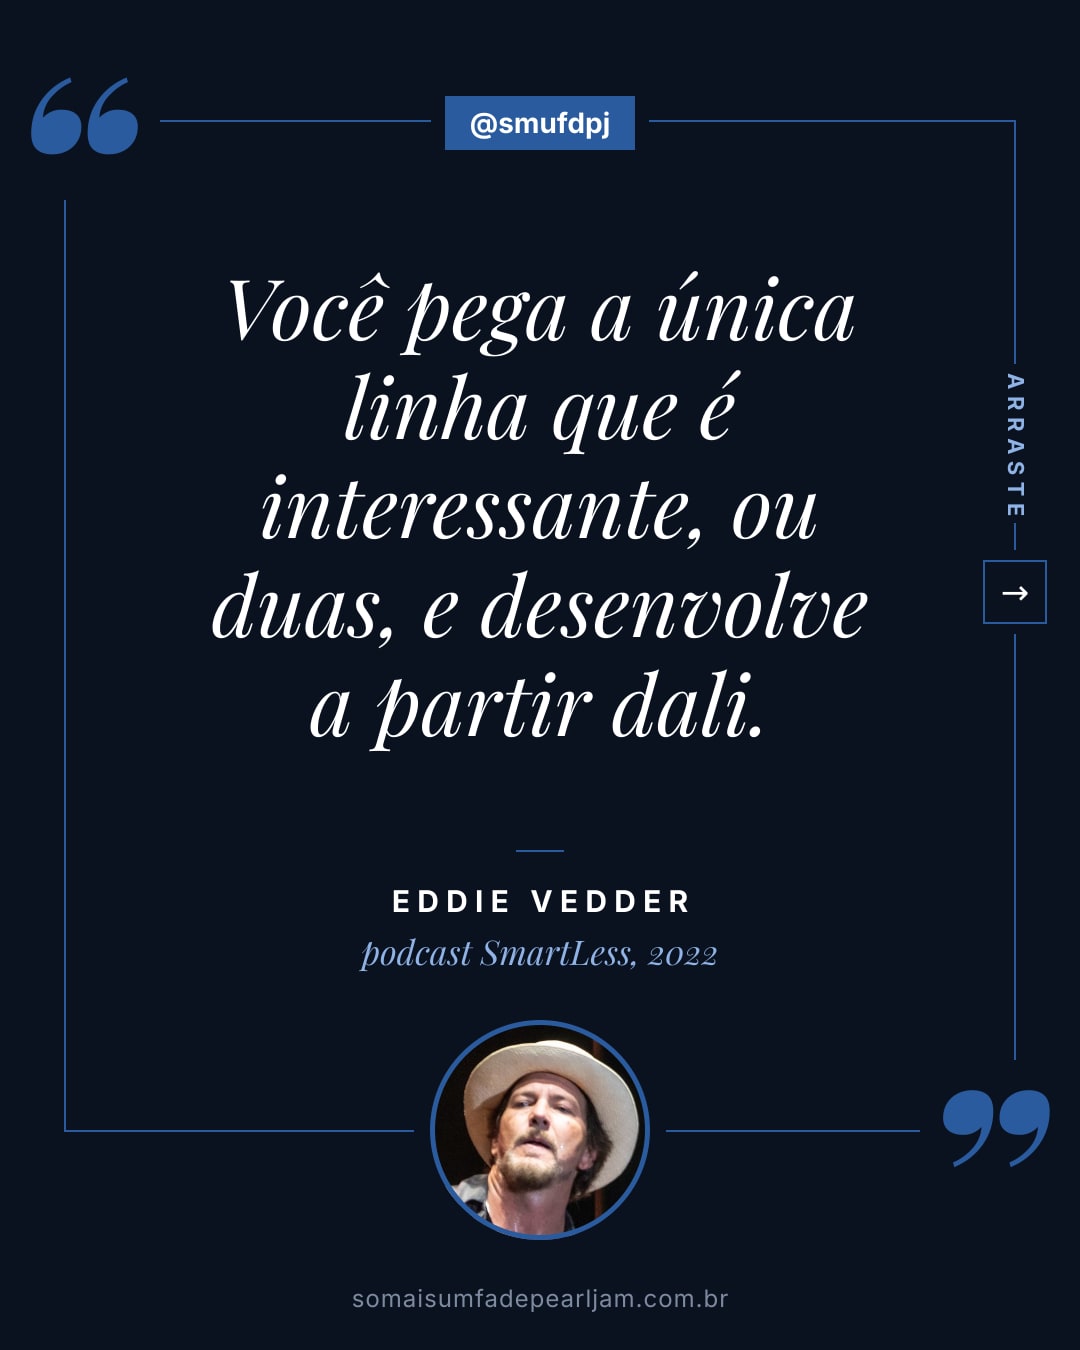 “
@smufdpj
Você pega a única
linha que é
interessante, ou
duas, e desenvolve
a partir dali.
ARRASTE
→
EDDIE VEDDER
podcast SmartLess, 2022
”
somaisumfadepearljam.com.br